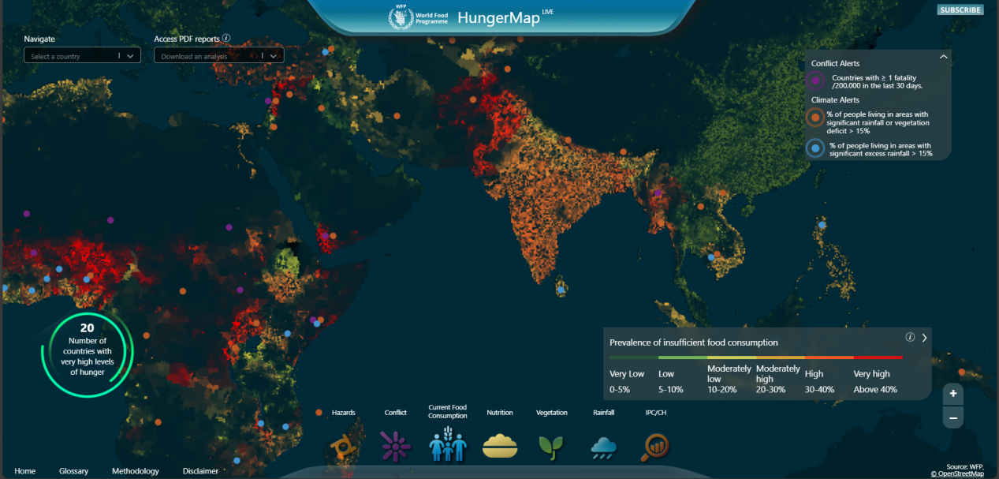 WFP
World Food
Programme
HungerMap LIVE
SUBSCRIBE
Navigate
Select a country
Access PDF reports i
Download an analysis
Conflict Alerts
Countries with ≥ 1 fatality
/200,000 in the last 30 days.
Climate Alerts
% of people living in areas with
significant rainfall or vegetation
deficit > 15%
% of people living in areas with
significant excess rainfall > 15%
20
Number of
countries with
very high levels
of hunger
Prevalence of insufficient food consumption i
Very Low Low Moderately low Moderately high High Very high
0-5% 5-10% 10-20% 20-30% 30-40% Above 40%
+
−
Hazards Conflict Current Food Consumption Nutrition Vegetation Rainfall IPC/CH
Home Glossary Methodology Disclaimer
Source: WFP,
© OpenStreetMap